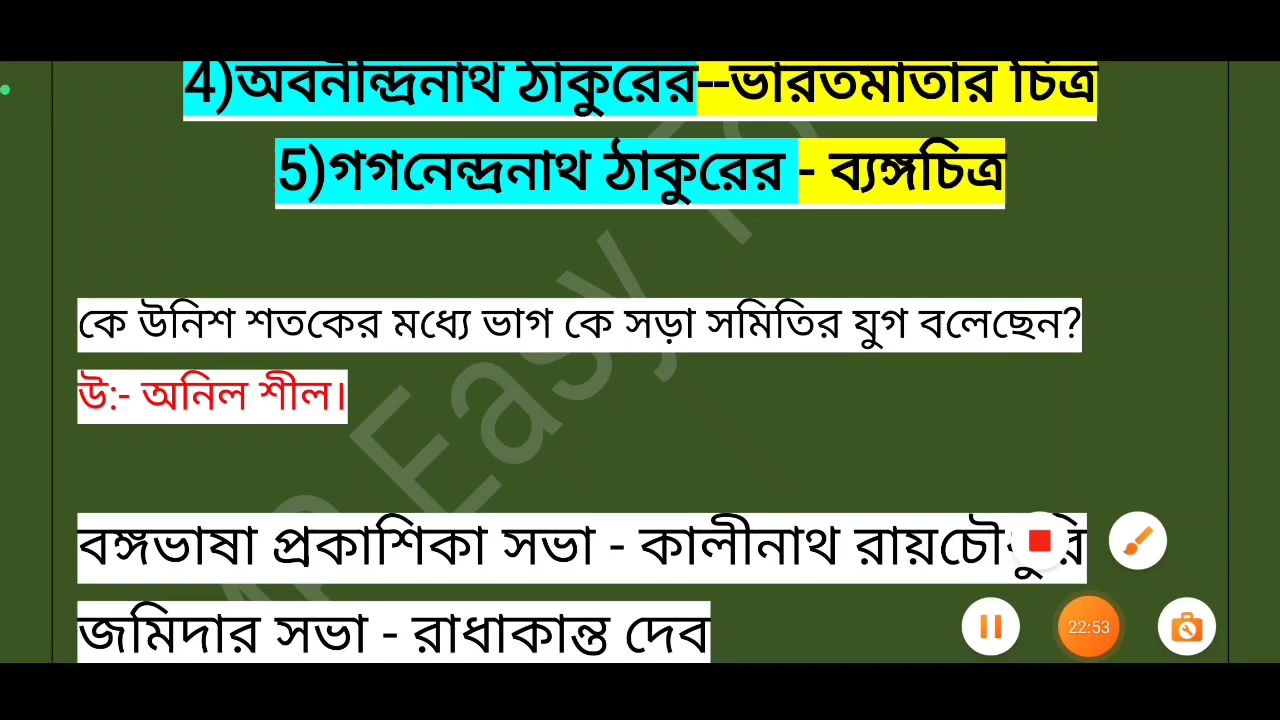 4)অবনীন্দ্রনাথ ঠাকুরের--ভারতমাতার চিত্র
5)গগনেন্দ্রনাথ ঠাকুরের - ব্যঙ্গচিত্র
কে উনিশ শতকের মধ্যে ভাগ কে সড়া সমিতির যুগ বলেছেন?
উ:- অনিল শীল।
বঙ্গভাষা প্রকাশিকা সভা - কালীনাথ
জমিদার সভা - রাধাকান্ত দেব
22:53
Easy